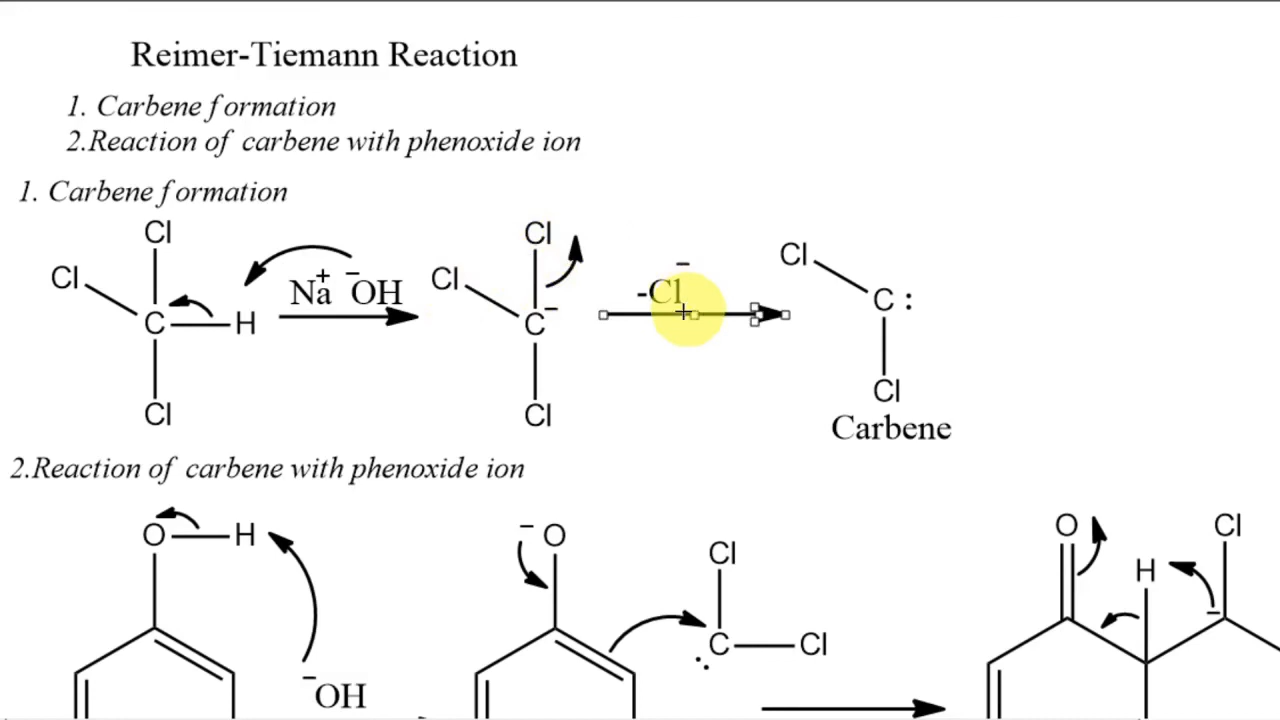 Reimer-Tiemann Reaction
1. Carbene formation
2.Reaction of carbene with phenoxide ion
1. Carbene formation
Cl
Cl
C
H
Cl
Na+ -OH
Cl
Cl
C-
Cl
-Cl-
Cl
C:
Cl
Carbene
2.Reaction of carbene with phenoxide ion
O
H
-OH
-O
Cl
C
Cl
O
H
Cl
-